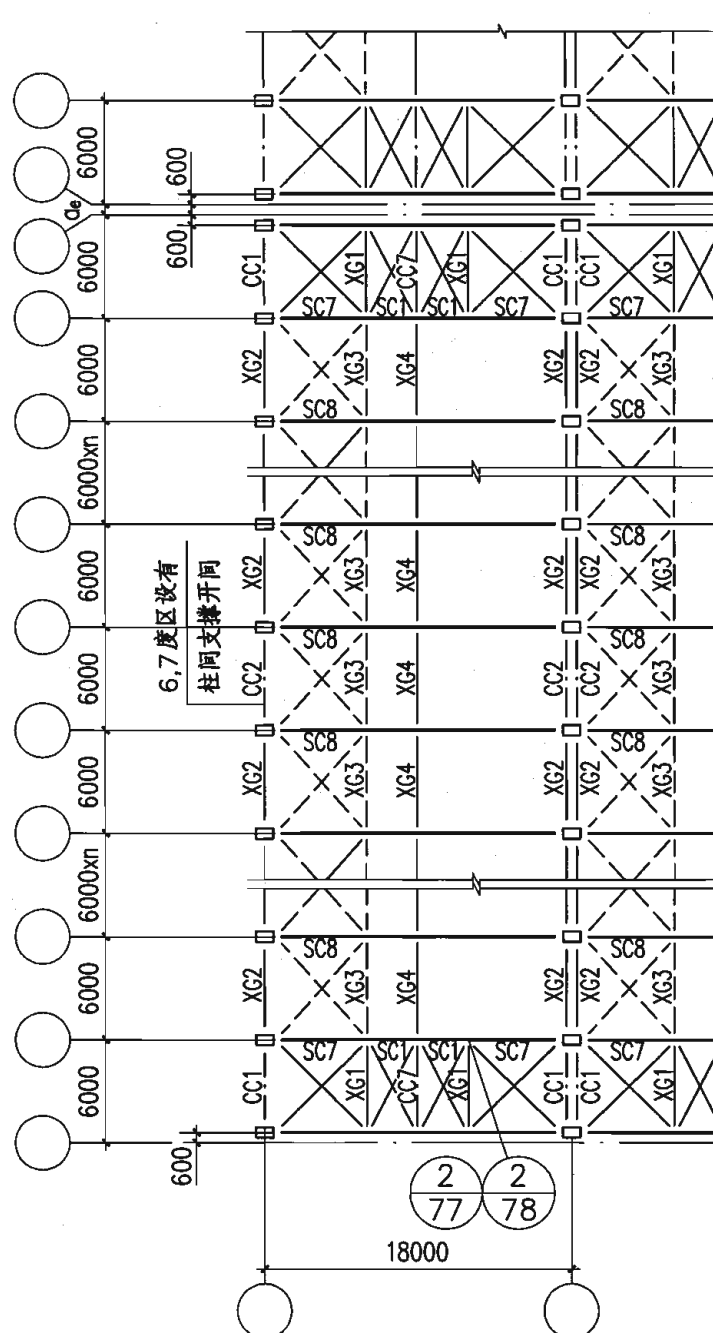 6000
600
ae
600
6000
CC1
XG1
CC7
XG1
CC1
CC1
XG1
SC7
SC1
SC1
SC7
SC7
6000
XG2
XG3
XG4
XG2
XG2
XG3
SC8
SC8
6000xn
SC8
SC8
6000
XG2
XG3
XG4
XG2
XG2
XG3
6,7度区设有
柱间支撑开间
SC8
SC8
6000
CC2
XG3
XG4
CC2
CC2
XG3
SC8
SC8
6000
XG2
XG3
XG4
XG2
XG2
XG3
6000xn
SC8
SC8
6000
XG2
XG3
XG4
XG2
XG2
XG3
SC7
SC1
SC1
SC7
SC7
6000
CC1
XG1
CC7
XG1
CC1
CC1
XG1
600
2
77
2
78
18000